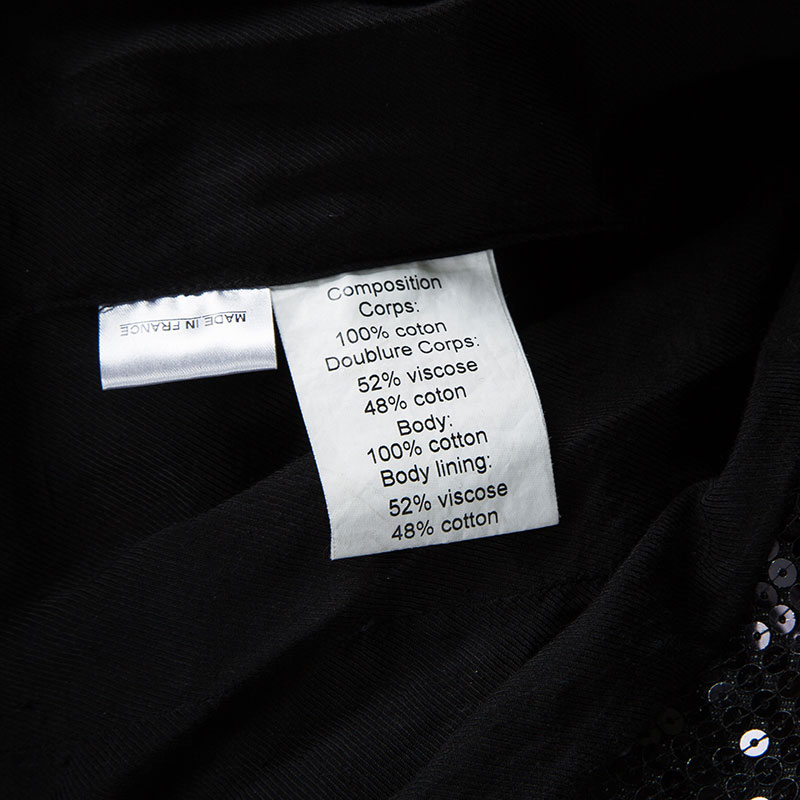 MADE IN FRANCE
Composition
Corps:
100% coton
Doublure Corps:
52% viscose
48% coton
Body:
100% cotton
Body lining:
52% viscose
48% cotton